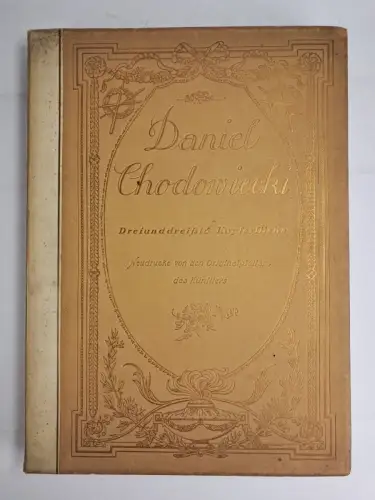 Daniel
Chodowiecki
Dreiunddreißig Kupferstiche
Neudrucke von den Originalplatten
des Künstlers